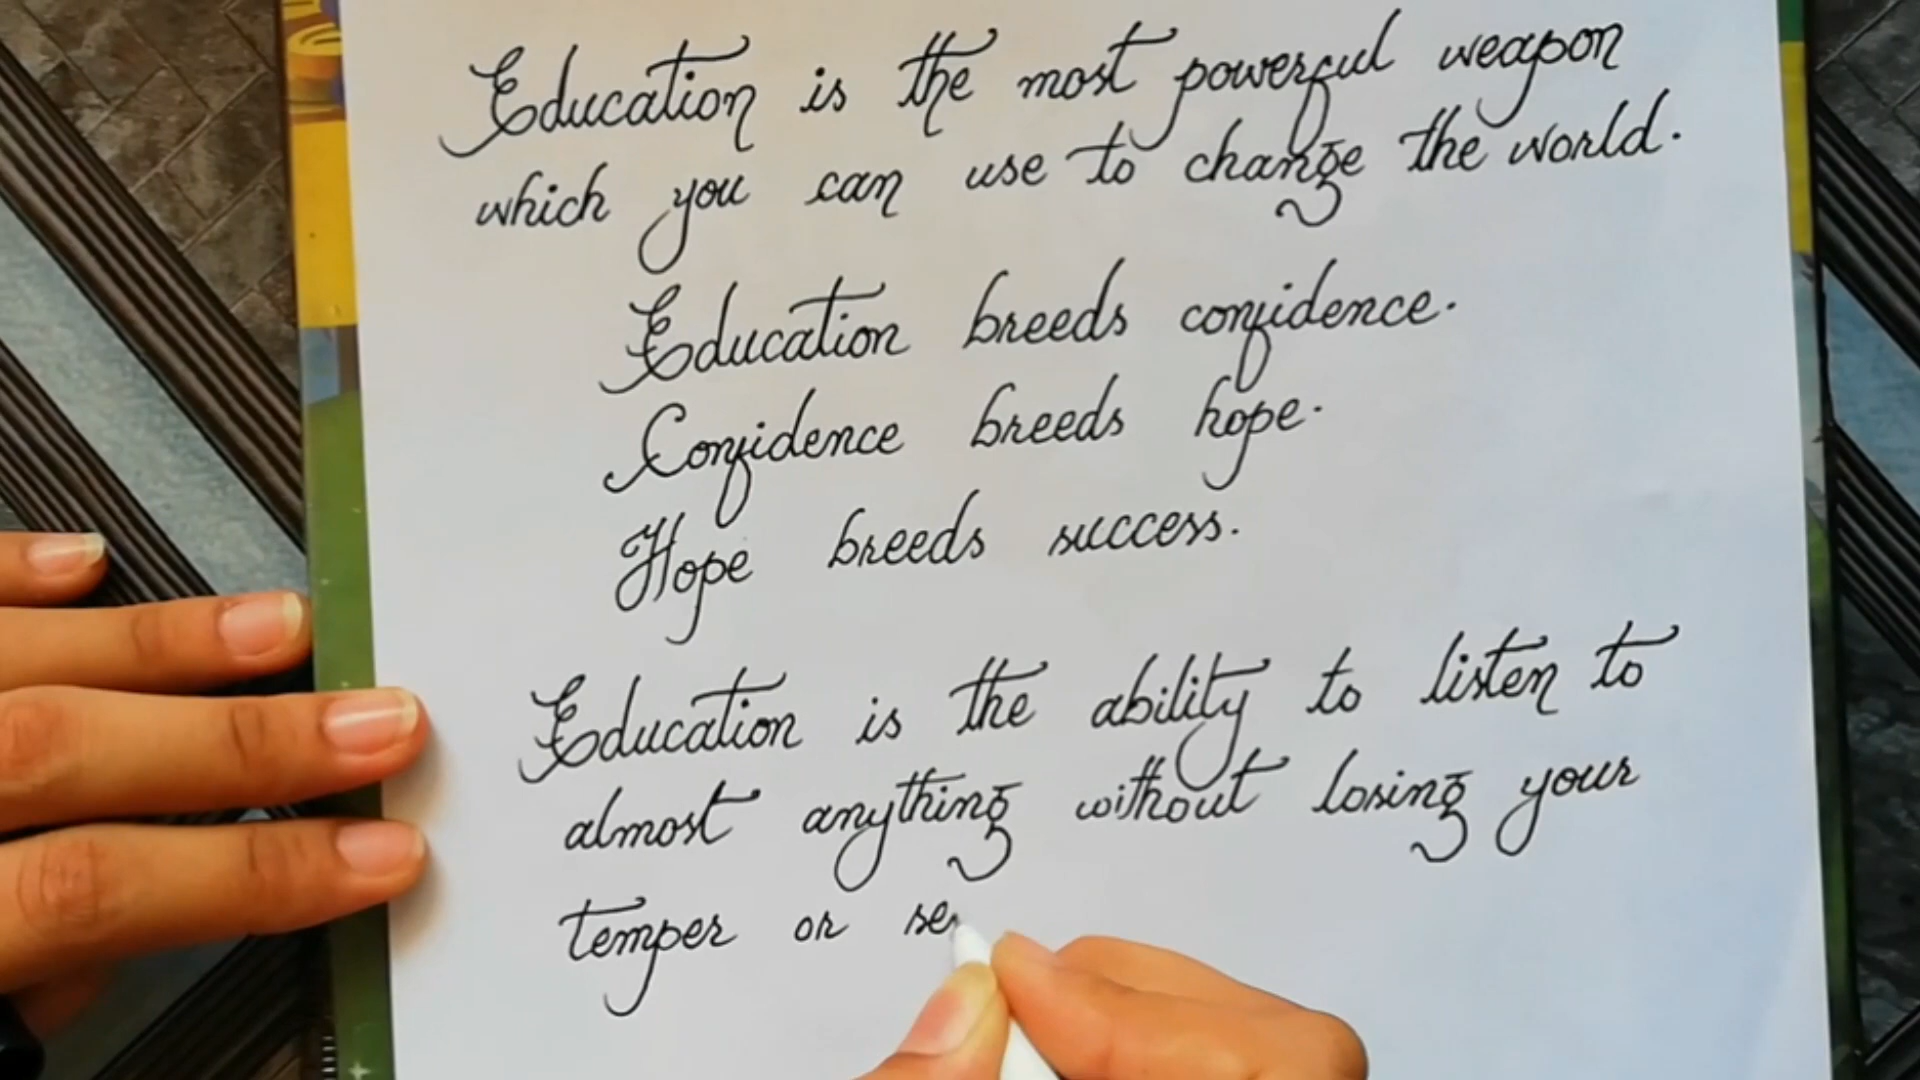 Education is the most powerful weapon
which you can use to change the world.
Education breeds confidence.
Confidence breeds hope.
Hope breeds success.
Education is the ability to listen to
almost anything without losing your
temper or se